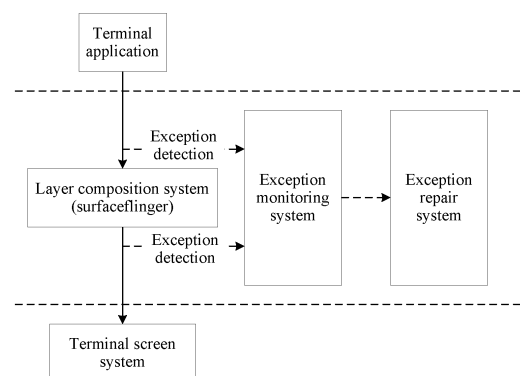 Terminal
application
Exception
detection
Layer composition system
(surfaceflinger)
Exception
monitoring
system
Exception
repair
system
Exception
detection
Terminal screen
system